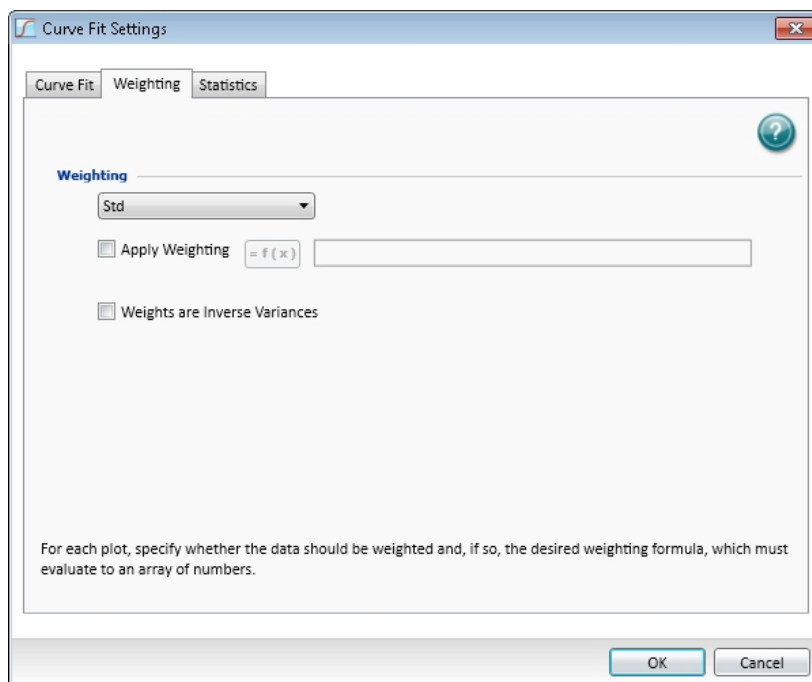 Curve Fit Settings
Curve Fit Weighting Statistics
?
Weighting
Std
Apply Weighting = f ( x )
Weights are Inverse Variances
For each plot, specify whether the data should be weighted and, if so, the desired weighting formula, which must
evaluate to an array of numbers.
OK Cancel